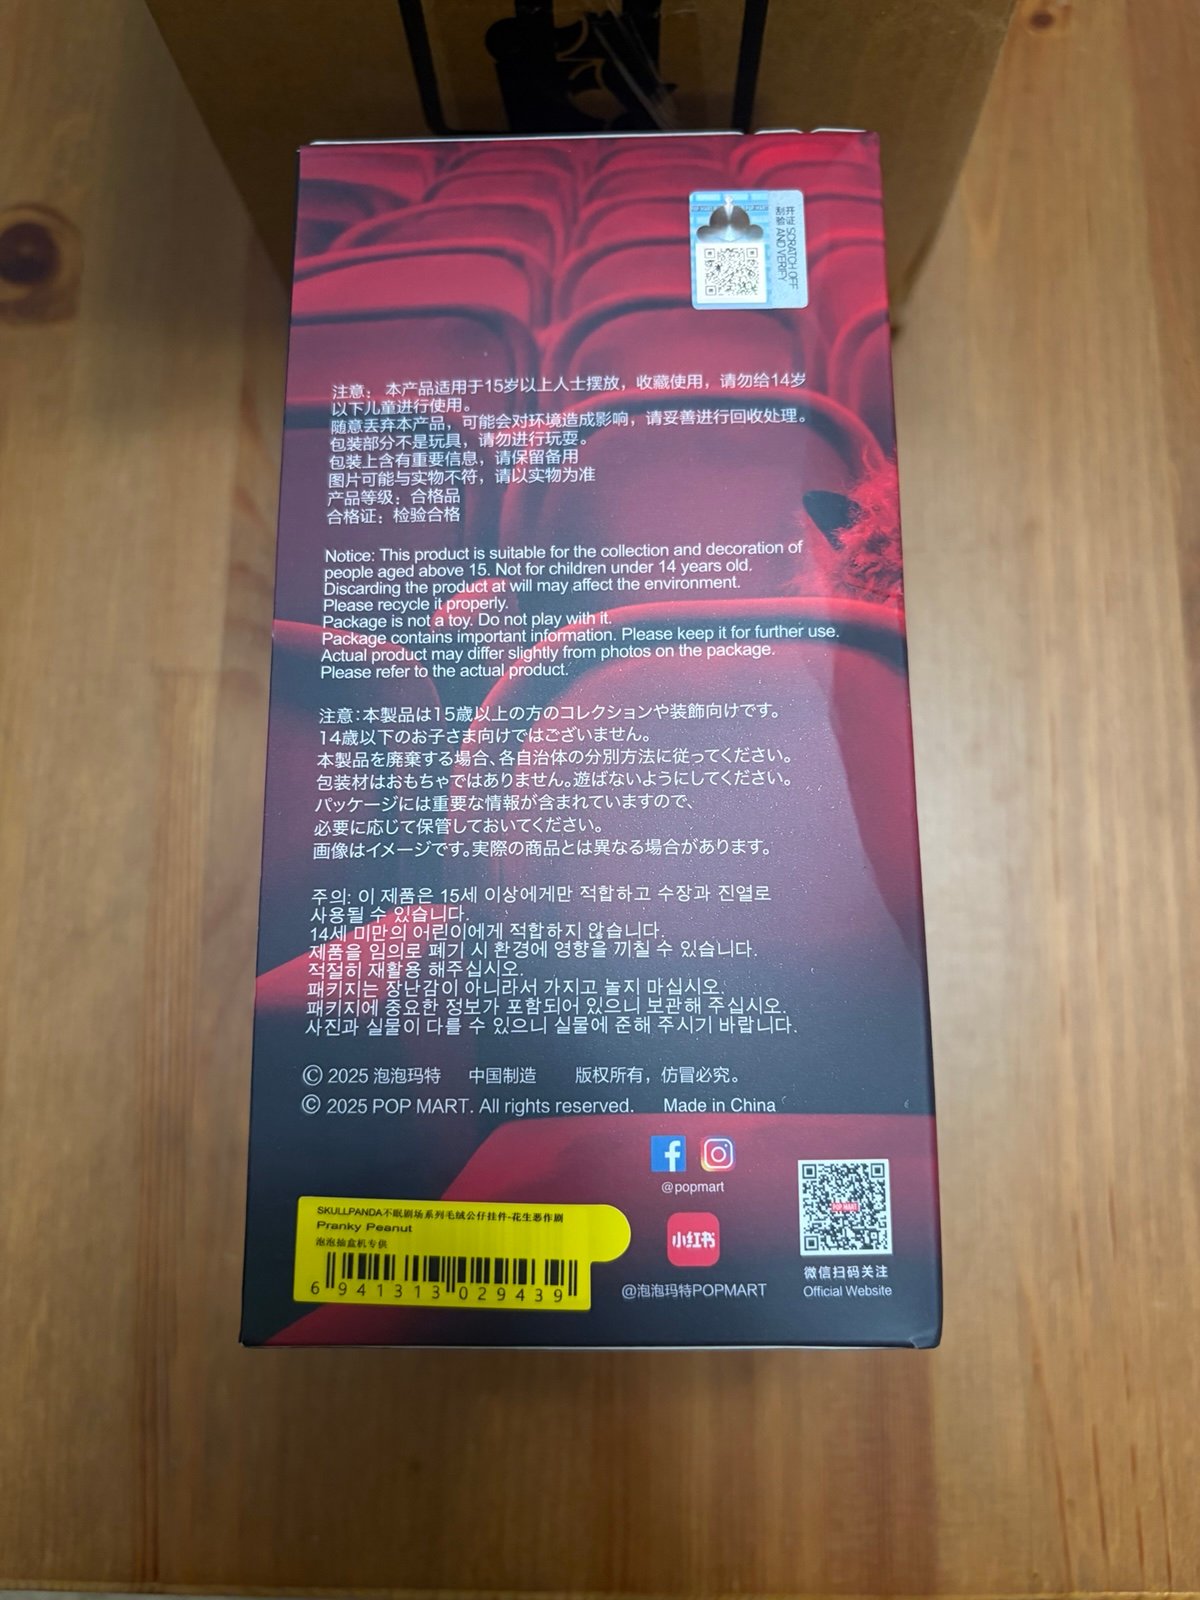 POP MART
刮开
验证
SCRATCH OFF
AND VERIFY
注意： 本产品适用于15岁以上人士摆放，收藏使用，请勿给14岁
以下儿童进行使用。
随意丢弃本产品，可能会对环境造成影响，请妥善进行回收处理。
包装部分不是玩具，请勿进行玩耍。
包装上含有重要信息，请保留备用
图片可能与实物不符，请以实物为准
产品等级：合格品
合格证：检验合格
Notice: This product is suitable for the collection and decoration of
people aged above 15. Not for children under 14 years old.
Discarding the product at will may affect the environment.
Please recycle it properly.
Package is not a toy. Do not play with it.
Package contains important information. Please keep it for further use.
Actual product may differ slightly from photos on the package.
Please refer to the actual product.
注意：本製品は15歳以上の方のコレクションや装飾向けです。
14歳以下のお子さま向けではございません。
本製品を廃棄する場合、各自治体の分別方法に従ってください。
包装材はおもちゃではありません。遊ばないようにしてください。
パッケージには重要な情報が含まれていますので、
必要に応じて保管しておいてください。
画像はイメージです。実際の商品とは異なる場合があります。
주의: 이 제품은 15세 이상에게만 적합하고 수장과 진열로
사용될 수 있습니다.
14세 미만의 어린이에게 적합하지 않습니다.
제품을 임의로 폐기 시 환경에 영향을 끼칠 수 있습니다.
적절히 재활용 해주십시오.
패키지는 장난감이 아니라서 가지고 놀지 마십시오.
패키지에 중요한 정보가 포함되어 있으니 보관해 주십시오.
사진과 실물이 다를 수 있으니 실물에 준해 주시기 바랍니다.
© 2025 泡泡玛特 中国制造 版权所有，仿冒必究。
© 2025 POP MART. All rights reserved. Made in China
@popmart
小红书
@泡泡玛特POPMART
POP MART
微信扫码关注
Official Website
SKULLPANDA不眠剧场系列毛绒公仔挂件-花生恶作剧
Pranky Peanut
泡泡抽盒机专供
6 941313 029439